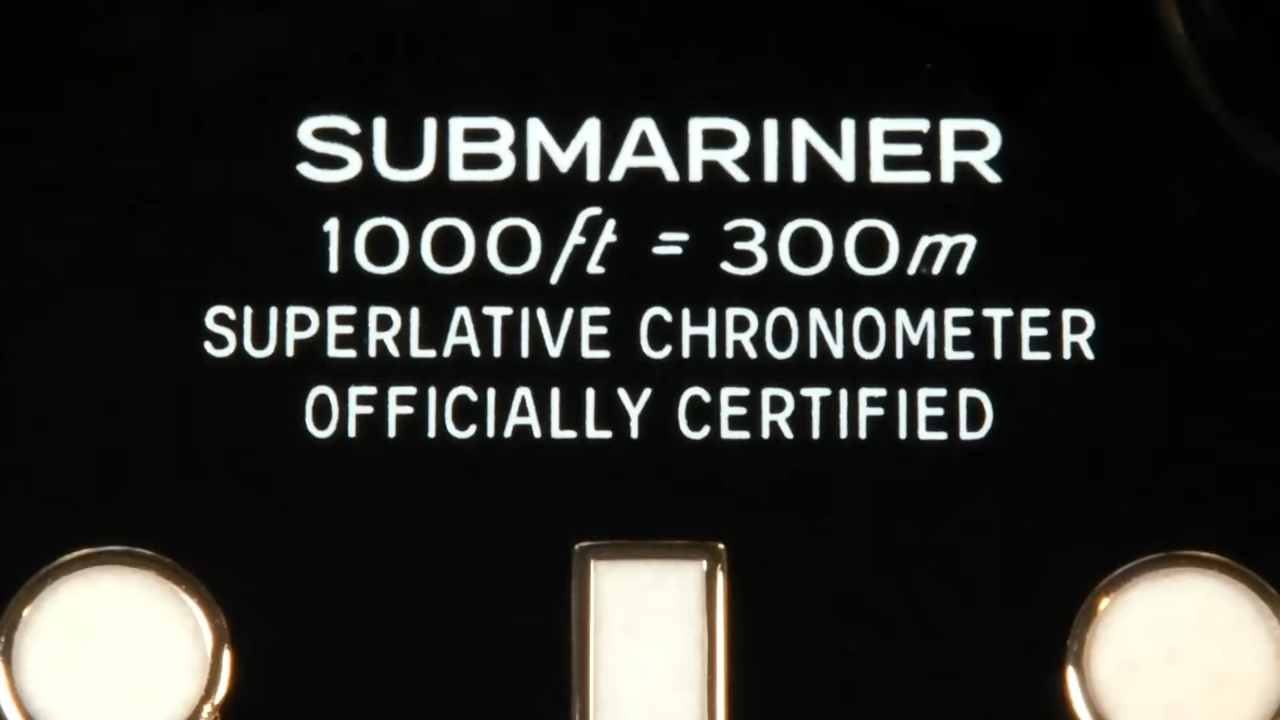 SUBMARINER
1000ft = 300m
SUPERLATIVE CHRONOMETER
OFFICIALLY CERTIFIED